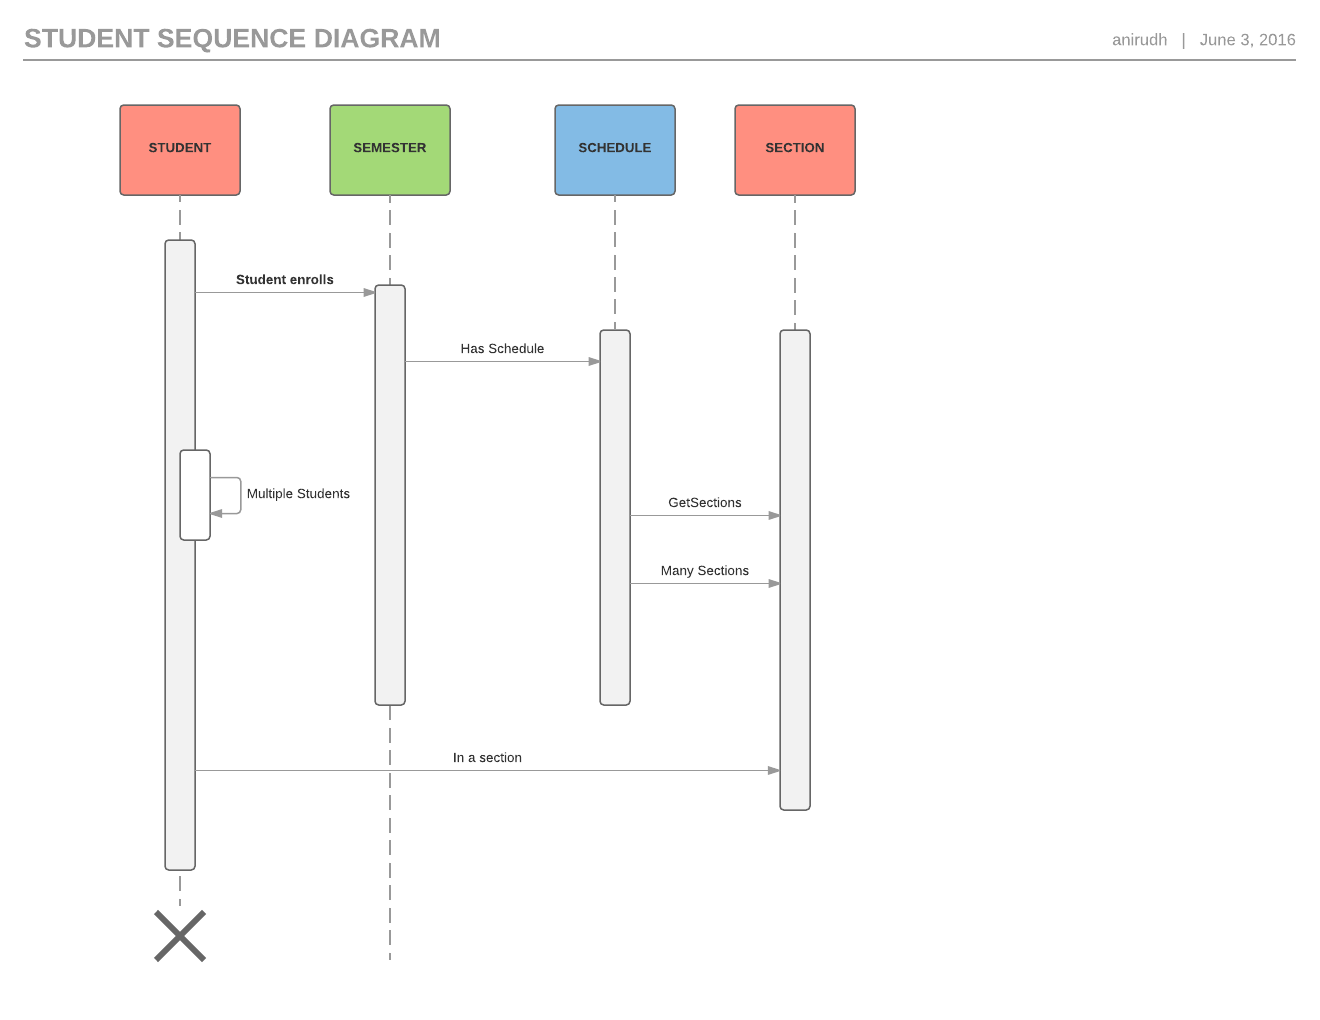 STUDENT SEQUENCE DIAGRAM
anirudh | June 3, 2016
STUDENT
SEMESTER
SCHEDULE
SECTION
Student enrolls
Has Schedule
Multiple Students
GetSections
Many Sections
In a section